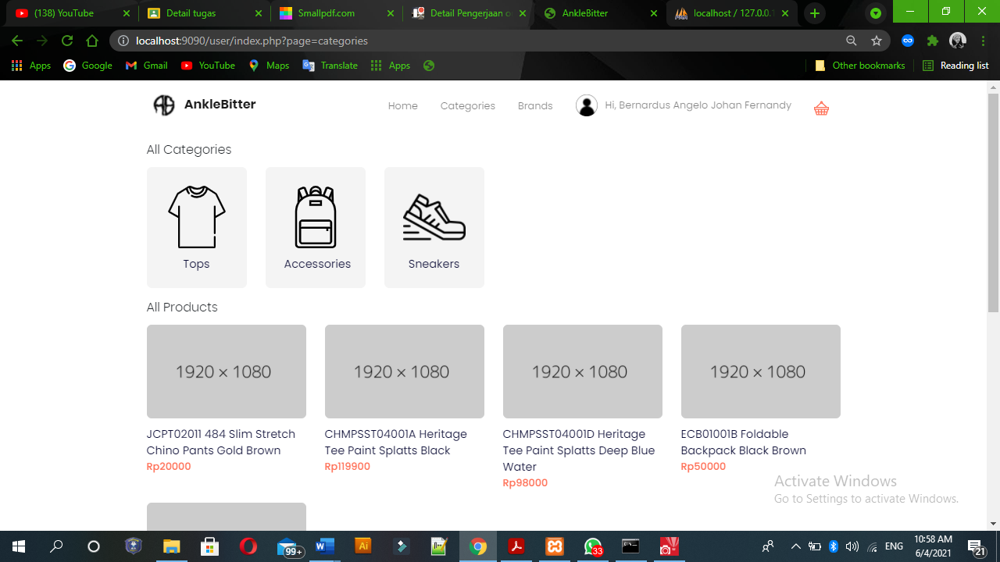 (138) YouTube
Detail tugas
Smallpdf.com
Detail Pengerjaan o
AnkleBitter
localhost / 127.0.0.1
localhost:9090/user/index.php?page=categories
Apps
Google
Gmail
YouTube
Maps
Translate
Apps
Other bookmarks
Reading list
AnkleBitter
Home
Categories
Brands
Hi, Bernardus Angelo Johan Fernandy
All Categories
Tops
Accessories
Sneakers
All Products
1920 × 1080
1920 × 1080
1920 × 1080
1920 × 1080
JCPT02011 484 Slim Stretch
Chino Pants Gold Brown
Rp20000
CHMPSST04001A Heritage
Tee Paint Splatts Black
Rp119900
CHMPSST04001D Heritage
Tee Paint Splatts Deep Blue
Water
Rp98000
ECB01001B Foldable
Backpack Black Brown
Rp50000
Activate Windows
Go to Settings to activate Windows.
99+
Ai
33
ENG
10:58 AM
6/4/2021
21